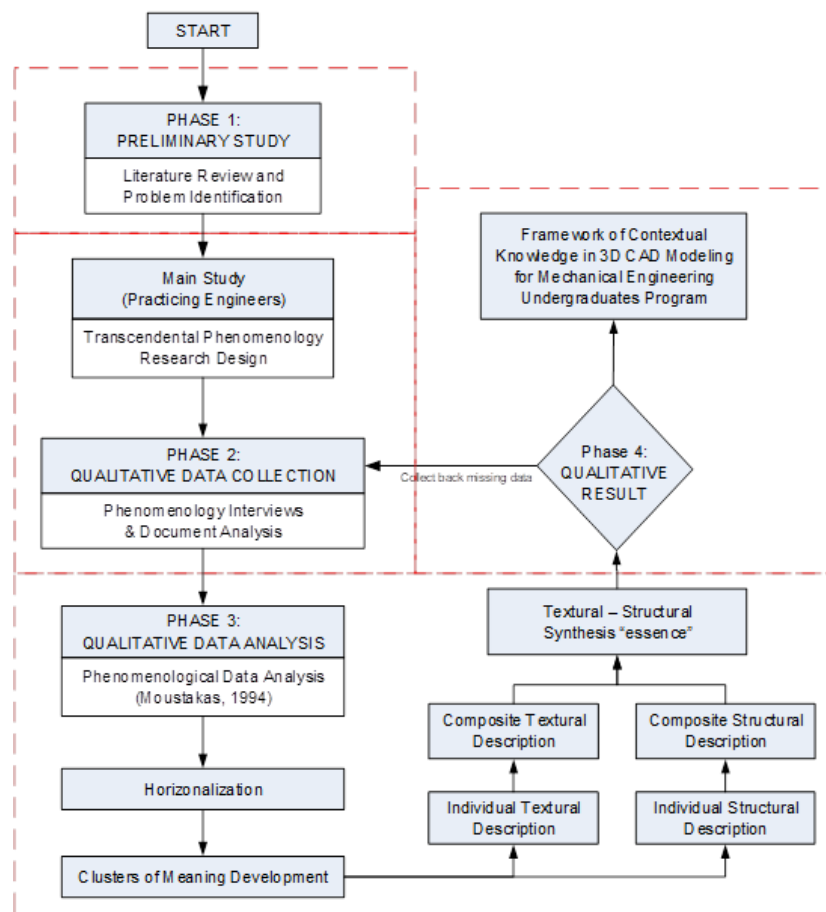 START
PHASE 1:
PRELIMINARY STUDY
Literature Review and
Problem Identification
Main Study
(Practicing Engineers)
Transcendental Phenomenology
Research Design
PHASE 2:
QUALITATIVE DATA COLLECTION
Phenomenology Interviews
& Document Analysis
PHASE 3:
QUALITATIVE DATA ANALYSIS
Phenomenological Data Analysis
(Moustakas, 1994)
Horizonalization
Clusters of Meaning Development
Individual Textural
Description
Individual Structural
Description
Composite Textural
Description
Composite Structural
Description
Textural – Structural
Synthesis “essence”
Phase 4:
QUALITATIVE
RESULT
Collect back missing data
Framework of Contextual
Knowledge in 3D CAD Modeling
for Mechanical Engineering
Undergraduates Program